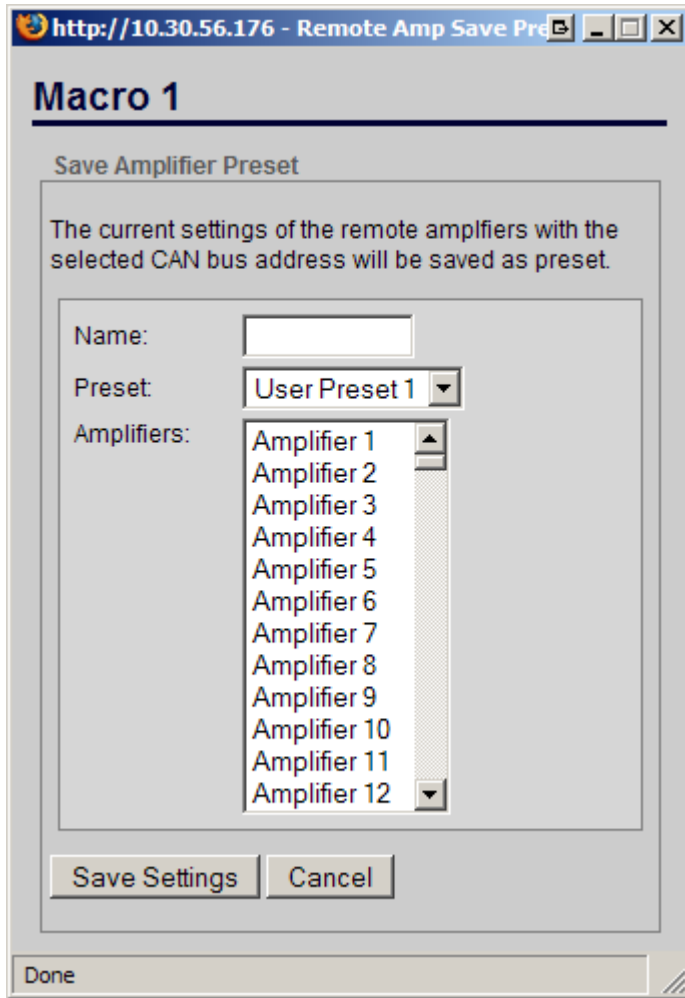 http://10.30.56.176 - Remote Amp Save Pre
Macro 1
Save Amplifier Preset
The current settings of the remote amplfiers with the
selected CAN bus address will be saved as preset.
Name:
Preset: User Preset 1
Amplifiers: Amplifier 1
Amplifier 2
Amplifier 3
Amplifier 4
Amplifier 5
Amplifier 6
Amplifier 7
Amplifier 8
Amplifier 9
Amplifier 10
Amplifier 11
Amplifier 12
Save Settings Cancel
Done